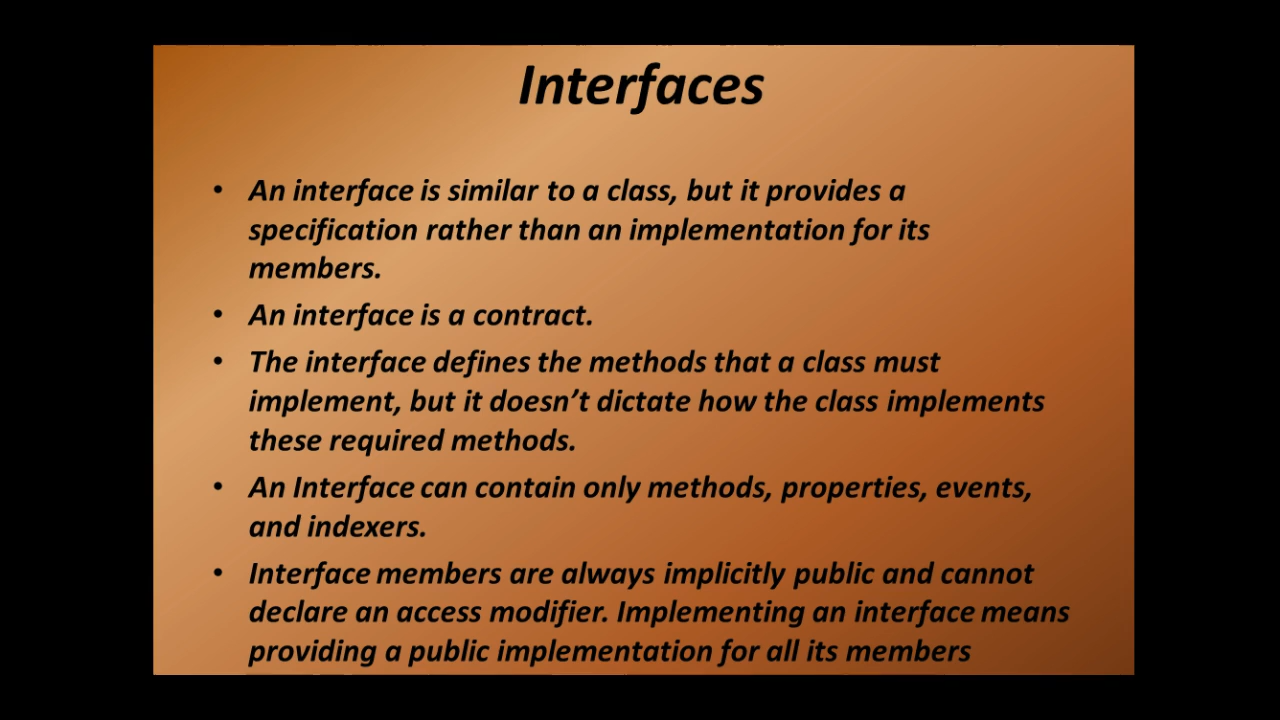 Interfaces
• An interface is similar to a class, but it provides a
specification rather than an implementation for its
members.
• An interface is a contract.
• The interface defines the methods that a class must
implement, but it doesn’t dictate how the class implements
these required methods.
• An Interface can contain only methods, properties, events,
and indexers.
• Interface members are always implicitly public and cannot
declare an access modifier. Implementing an interface means
providing a public implementation for all its members